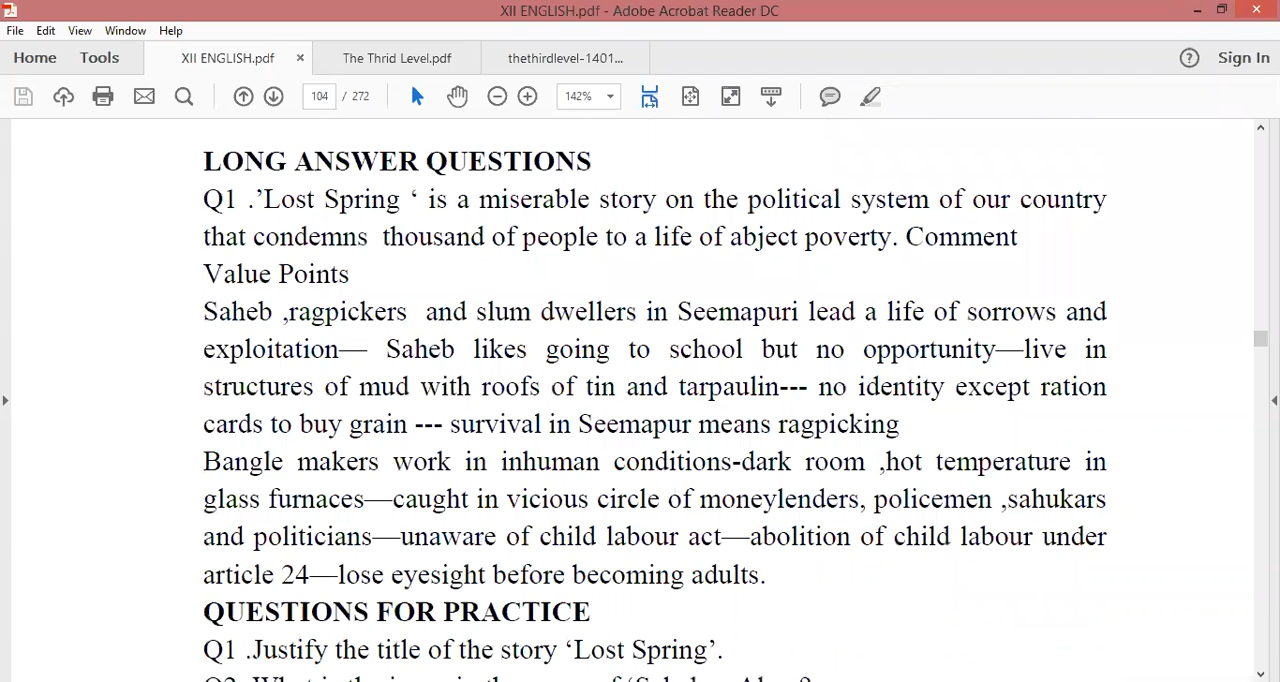 XII ENGLISH.pdf - Adobe Acrobat Reader DC
File Edit View Window Help
Home Tools XII ENGLISH.pdf × The Thrid Level.pdf thethirdlevel-1401... Sign In
104 / 272 142%
LONG ANSWER QUESTIONS
Q1 .’Lost Spring ‘ is a miserable story on the political system of our country
that condemns thousand of people to a life of abject poverty. Comment
Value Points
Saheb ,ragpickers and slum dwellers in Seemapuri lead a life of sorrows and
exploitation— Saheb likes going to school but no opportunity—live in
structures of mud with roofs of tin and tarpaulin--- no identity except ration
cards to buy grain --- survival in Seemapur means ragpicking
Bangle makers work in inhuman conditions-dark room ,hot temperature in
glass furnaces—caught in vicious circle of moneylenders, policemen ,sahukars
and politicians—unaware of child labour act—abolition of child labour under
article 24—lose eyesight before becoming adults.
QUESTIONS FOR PRACTICE
Q1 .Justify the title of the story ‘Lost Spring’.